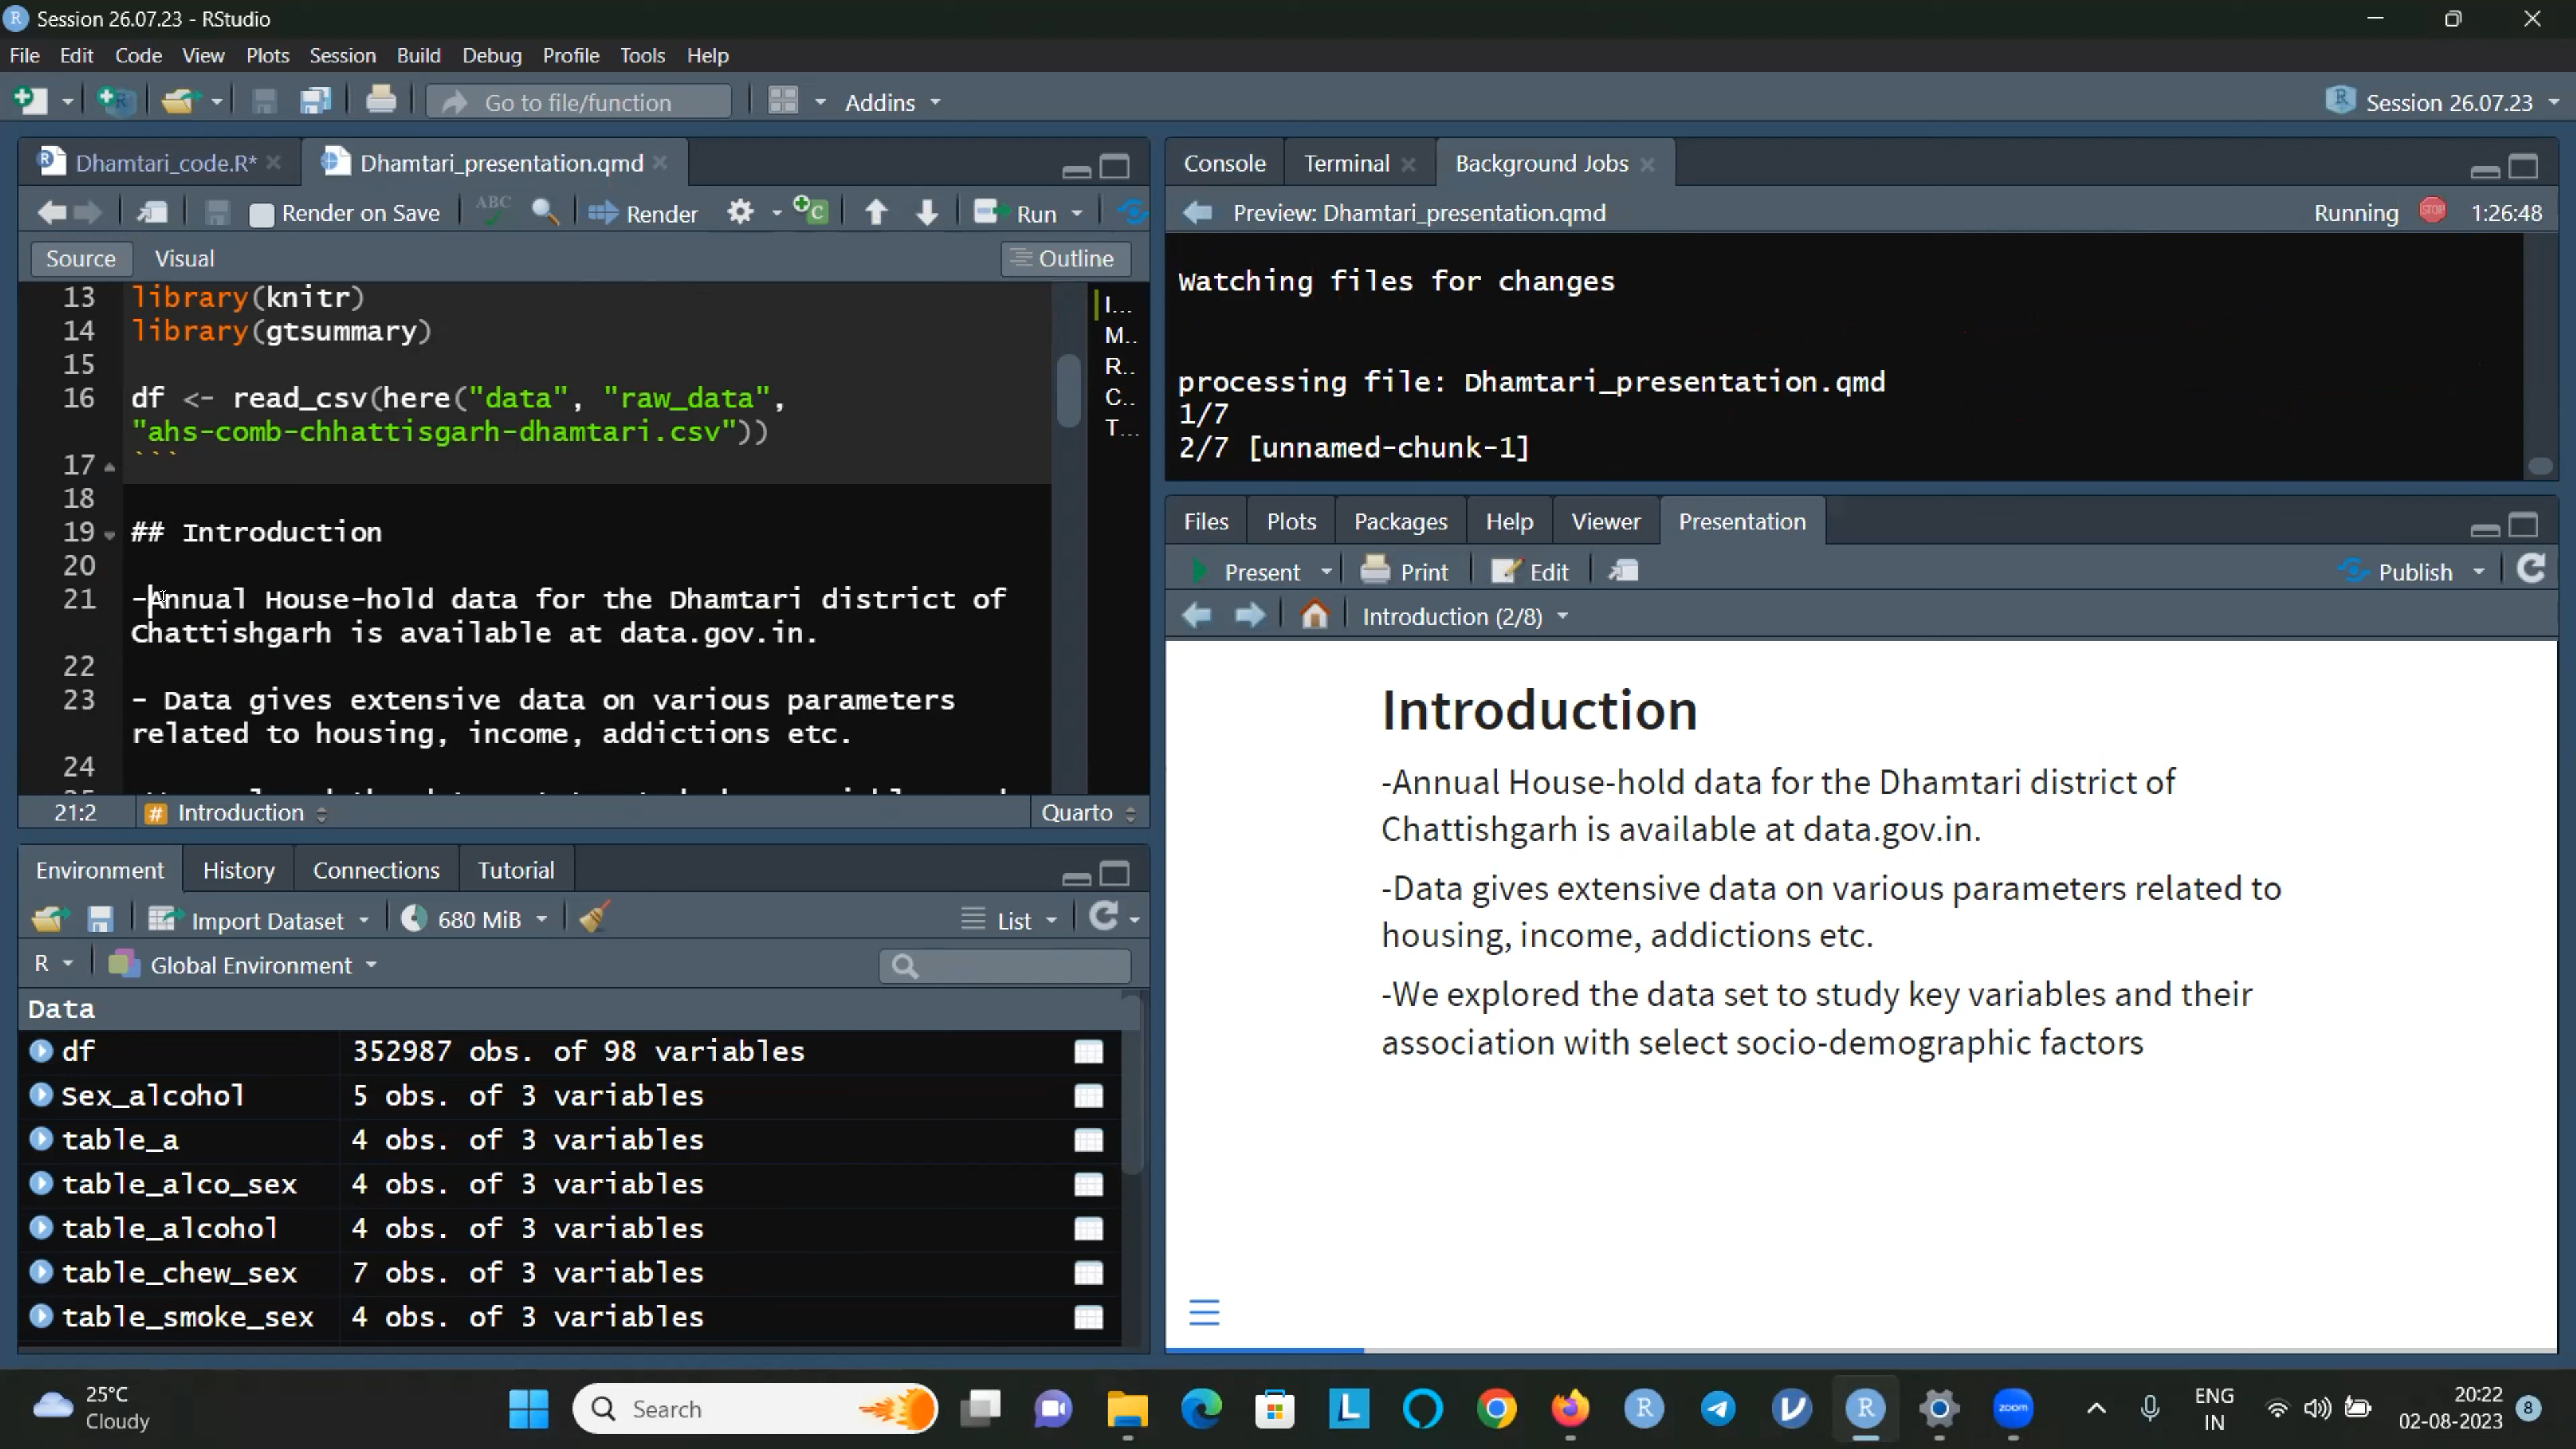 Session 26.07.23 - RStudio
File Edit Code View Plots Session Build Debug Profile Tools Help
Go to file/function Addins Session 26.07.23
Dhamtari_code.R* Dhamtari_presentation.qmd
Render on Save ABC Render Run
Source Visual Outline
13 library(knitr)
14 library(gtsummary)
15
16 df <- read_csv(here("data", "raw_data",
"ahs-comb-chhattisgarh-dhamtari.csv"))
17 ```
18
19 ## Introduction
20
21 -Annual House-hold data for the Dhamtari district of
Chattishgarh is available at data.gov.in.
22
23 - Data gives extensive data on various parameters
related to housing, income, addictions etc.
24
I...
M..
R..
C..
T...
21:2 # Introduction Quarto
Environment History Connections Tutorial
Import Dataset 680 MiB List
R Global Environment
Data
df 352987 obs. of 98 variables
Sex_alcohol 5 obs. of 3 variables
table_a 4 obs. of 3 variables
table_alco_sex 4 obs. of 3 variables
table_alcohol 4 obs. of 3 variables
table_chew_sex 7 obs. of 3 variables
table_smoke_sex 4 obs. of 3 variables
Console Terminal Background Jobs
Preview: Dhamtari_presentation.qmd Running STOP 1:26:48
Watching files for changes
processing file: Dhamtari_presentation.qmd
1/7
2/7 [unnamed-chunk-1]
Files Plots Packages Help Viewer Presentation
Present Print Edit Publish
Introduction (2/8)
Introduction
-Annual House-hold data for the Dhamtari district of
Chattishgarh is available at data.gov.in.
-Data gives extensive data on various parameters related to
housing, income, addictions etc.
-We explored the data set to study key variables and their
association with select socio-demographic factors
25°C
Cloudy
Search
L
R
R
zoom
ENG
IN
20:22
02-08-2023
8